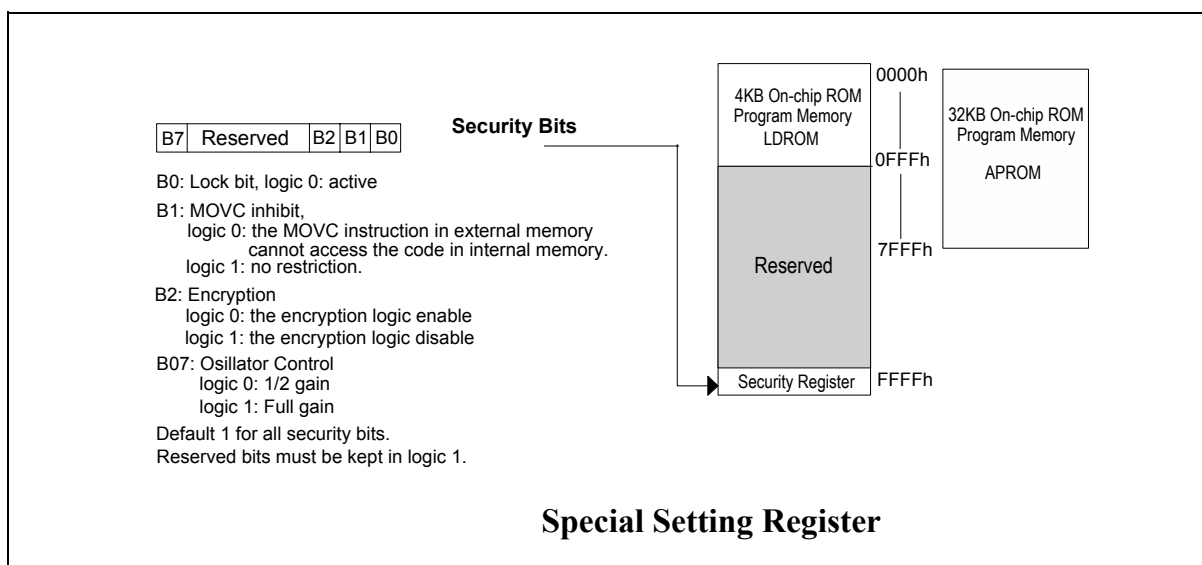 B7 Reserved B2 B1 B0
Security Bits
B0: Lock bit, logic 0: active
B1: MOVC inhibit,
logic 0: the MOVC instruction in external memory
cannot access the code in internal memory.
logic 1: no restriction.
B2: Encryption
logic 0: the encryption logic enable
logic 1: the encryption logic disable
B07: Osillator Control
logic 0: 1/2 gain
logic 1: Full gain
Default 1 for all security bits.
Reserved bits must be kept in logic 1.
4KB On-chip ROM
Program Memory
LDROM
Reserved
Security Register
0000h
0FFFh
7FFFh
FFFFh
32KB On-chip ROM
Program Memory
APROM
Special Setting Register